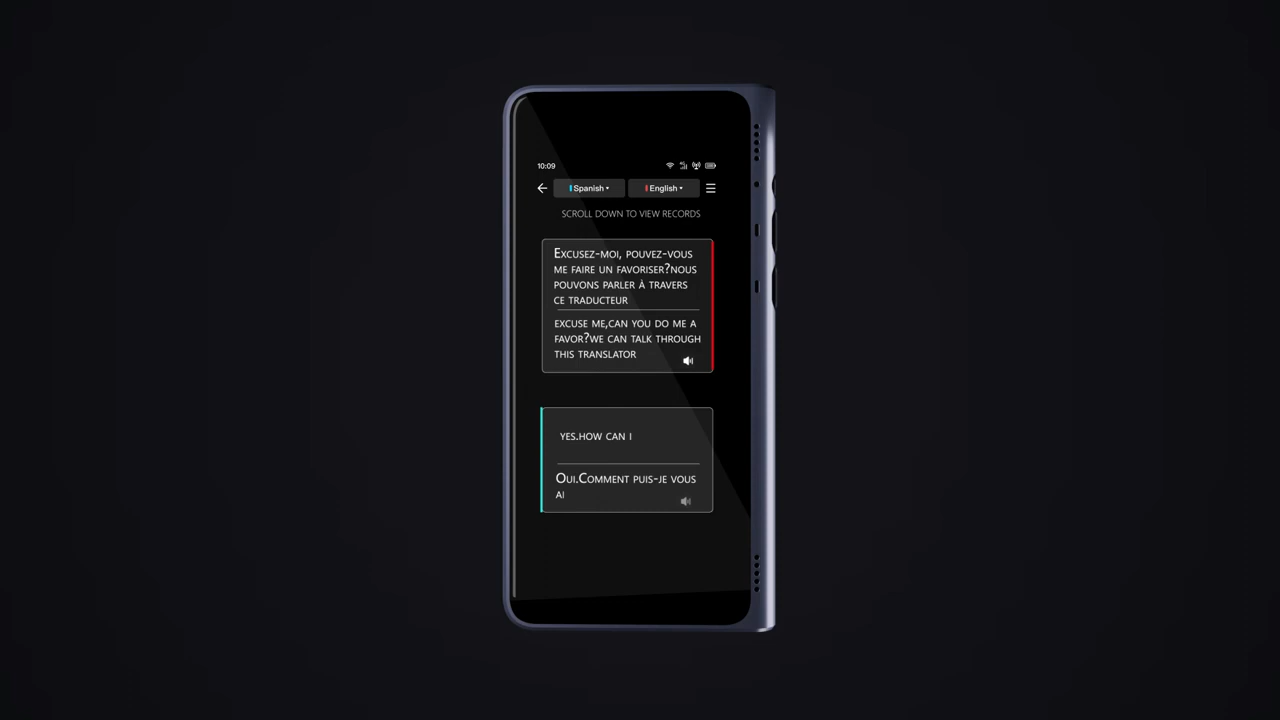 10:09
Spanish
English
SCROLL DOWN TO VIEW RECORDS
EXCUSEZ-MOI, POUVEZ-VOUS
ME FAIRE UN FAVORISER?NOUS
POUVONS PARLER À TRAVERS
CE TRADUCTEUR
EXCUSE ME,CAN YOU DO ME A
FAVOR?WE CAN TALK THROUGH
THIS TRANSLATOR
YES.HOW CAN I
OUI.COMMENT PUIS-JE VOUS
AI